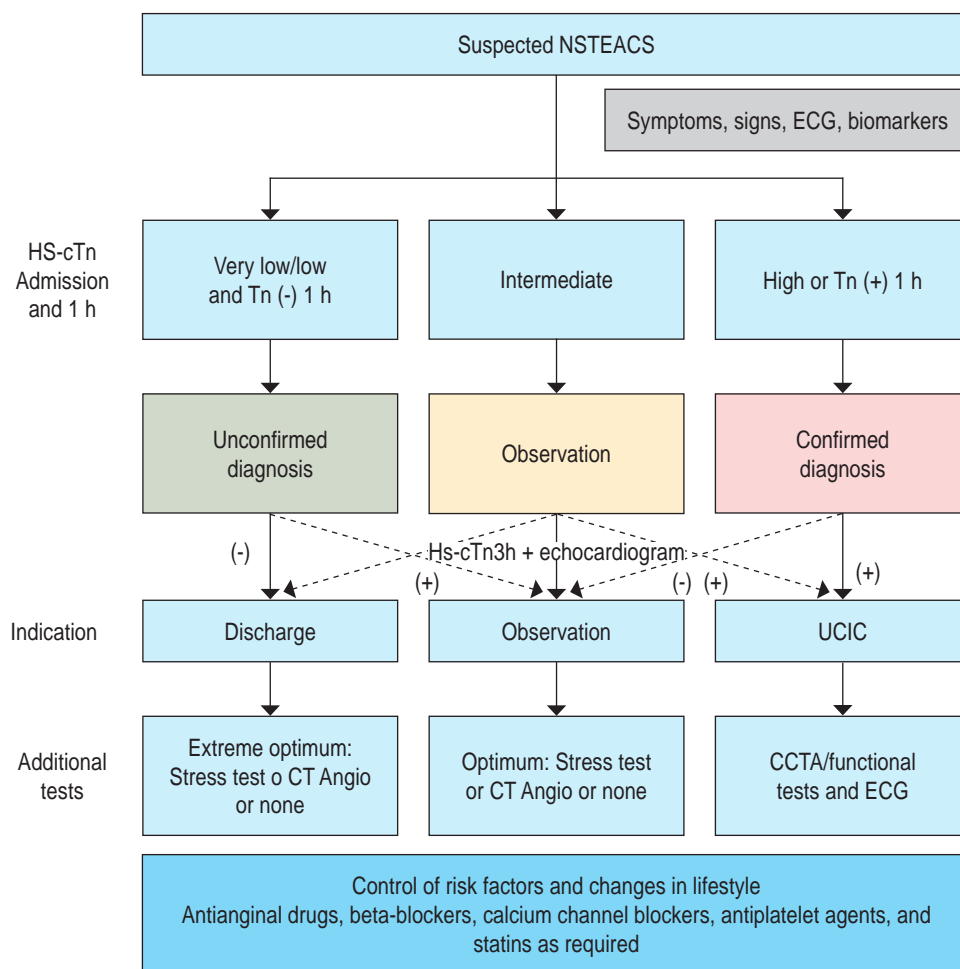 Suspected NSTEACS
Symptoms, signs, ECG, biomarkers
HS-cTn
Admission
and 1 h
Very low/low
and Tn (-) 1 h
Intermediate
High or Tn (+) 1 h
Unconfirmed
diagnosis
Observation
Confirmed
diagnosis
Hs-cTn3h + echocardiogram
(-)
(+)
(-)
(+)
(+)
Indication
Discharge
Observation
UCIC
Additional
tests
Extreme optimum:
Stress test o CT Angio
or none
Optimum: Stress test
or CT Angio or none
CCTA/functional
tests and ECG
Control of risk factors and changes in lifestyle
Antianginal drugs, beta-blockers, calcium channel blockers, antiplatelet agents, and
statins as required